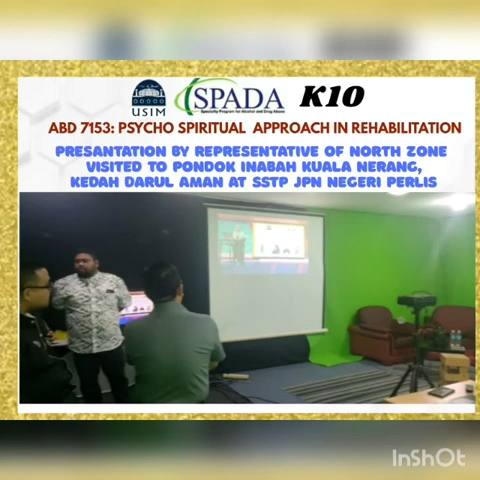 USIM
SPADA
Specialty Program for Alcohol and Drug Abuse
K10
ABD 7153: PSYCHO SPIRITUAL APPROACH IN REHABILITATION
PRESANTATION BY REPRESENTATIVE OF NORTH ZONE
VISITED TO PONDOK INABAH KUALA NERANG,
KEDAH DARUL AMAN AT SSTP JPN NEGERI PERLIS
InShOt